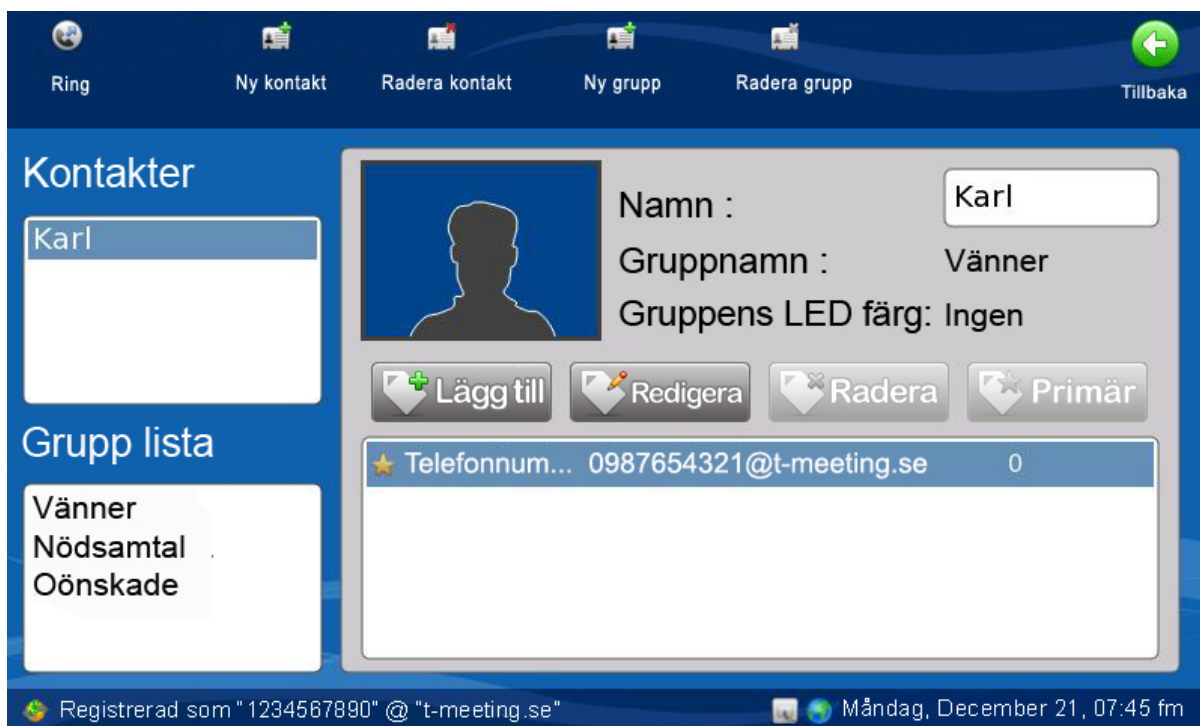 Ring Ny kontakt Radera kontakt Ny grupp Radera grupp Tillbaka
Kontakter
Karl
Grupp lista
Vänner
Nödsamtal
Oönskade
Namn : Karl
Gruppnamn : Vänner
Gruppens LED färg: Ingen
Lägg till Redigera Radera Primär
Telefonnum... 0987654321@t-meeting.se 0
Registrerad som "1234567890" @ "t-meeting.se" Måndag, December 21, 07:45 fm